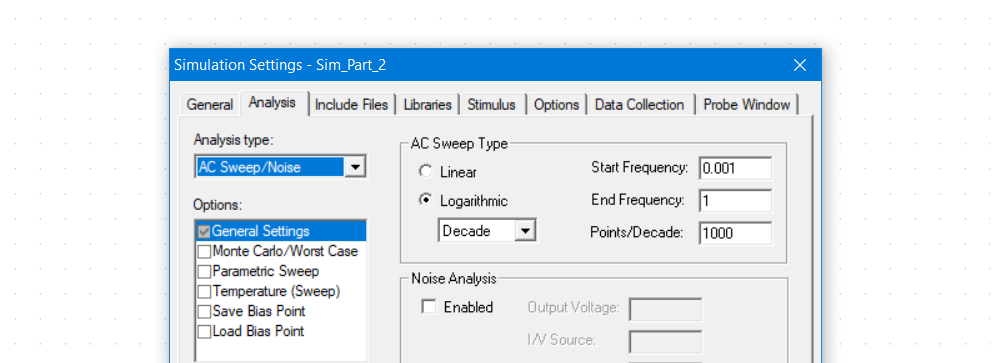 Simulation Settings - Sim_Part_2
General Analysis Include Files Libraries Stimulus Options Data Collection Probe Window
Analysis type:
AC Sweep/Noise
Options:
General Settings
Monte Carlo/Worst Case
Parametric Sweep
Temperature (Sweep)
Save Bias Point
Load Bias Point
AC Sweep Type
Linear
Logarithmic
Decade
Start Frequency: 0.001
End Frequency: 1
Points/Decade: 1000
Noise Analysis
Enabled
Output Voltage:
I/V Source: